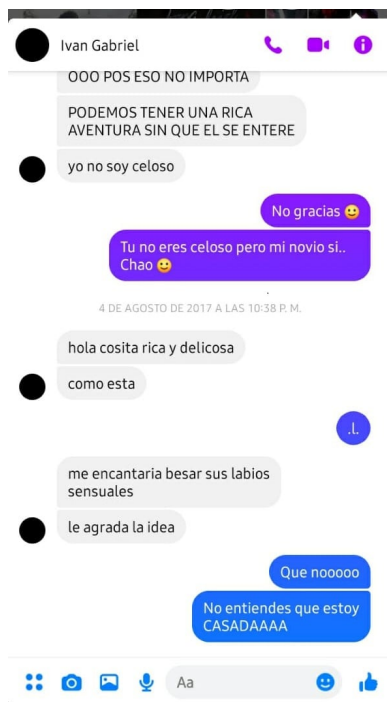 Ivan Gabriel
OOO POS ESO NO IMPORTA
PODEMOS TENER UNA RICA
AVENTURA SIN QUE EL SE ENTERE
yo no soy celoso
No gracias 😀
Tu no eres celoso pero mi novio si..
Chao 😀
4 DE AGOSTO DE 2017 A LAS 10:38 P. M.
hola cosita rica y delicosa
como esta
.l.
me encantaria besar sus labios
sensuales
le agrada la idea
Que nooooo
No entiendes que estoy
CASADAAAA
Aa